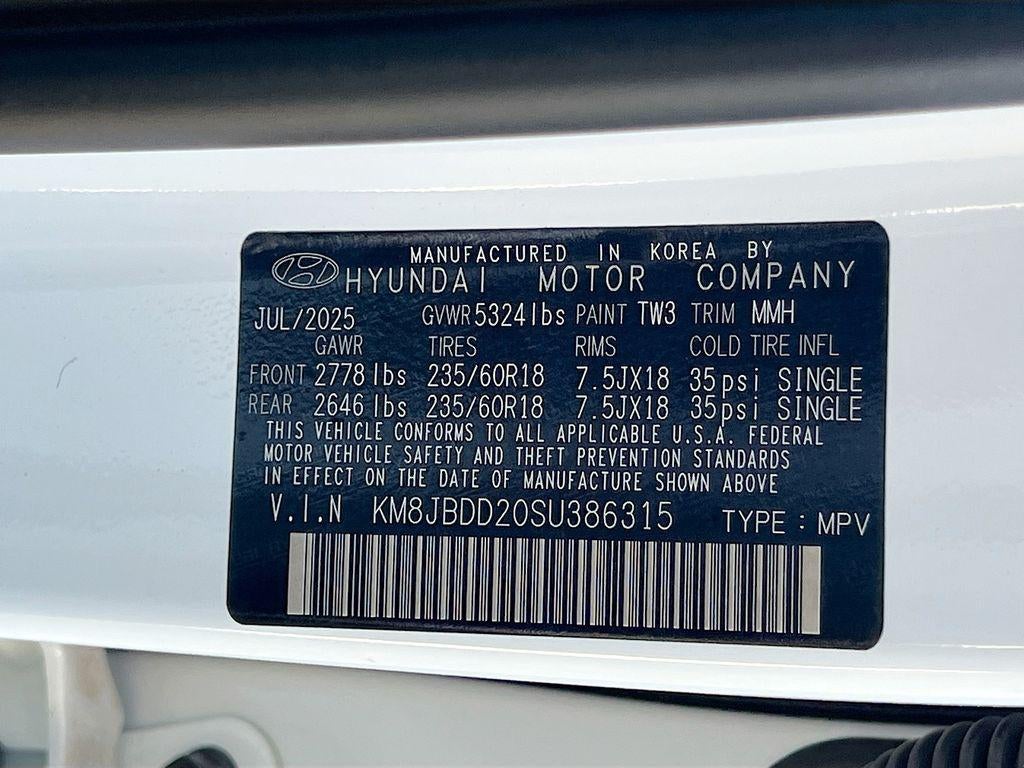 MANUFACTURED IN KOREA BY
HYUNDAI MOTOR COMPANY
JUL/2025 GVWR 5324lbs PAINT TW3 TRIM MMH
GAWR TIRES RIMS COLD TIRE INFL
FRONT 2778 lbs 235/60R18 7.5JX18 35psi SINGLE
REAR 2646 lbs 235/60R18 7.5JX18 35psi SINGLE
THIS VEHICLE CONFORMS TO ALL APPLICABLE U.S.A. FEDERAL
MOTOR VEHICLE SAFETY AND THEFT PREVENTION STANDARDS
IN EFFECT ON THE DATE OF MANUFACTURE SHOWN ABOVE
V.I.N KM8JBDD20SU386315 TYPE : MPV